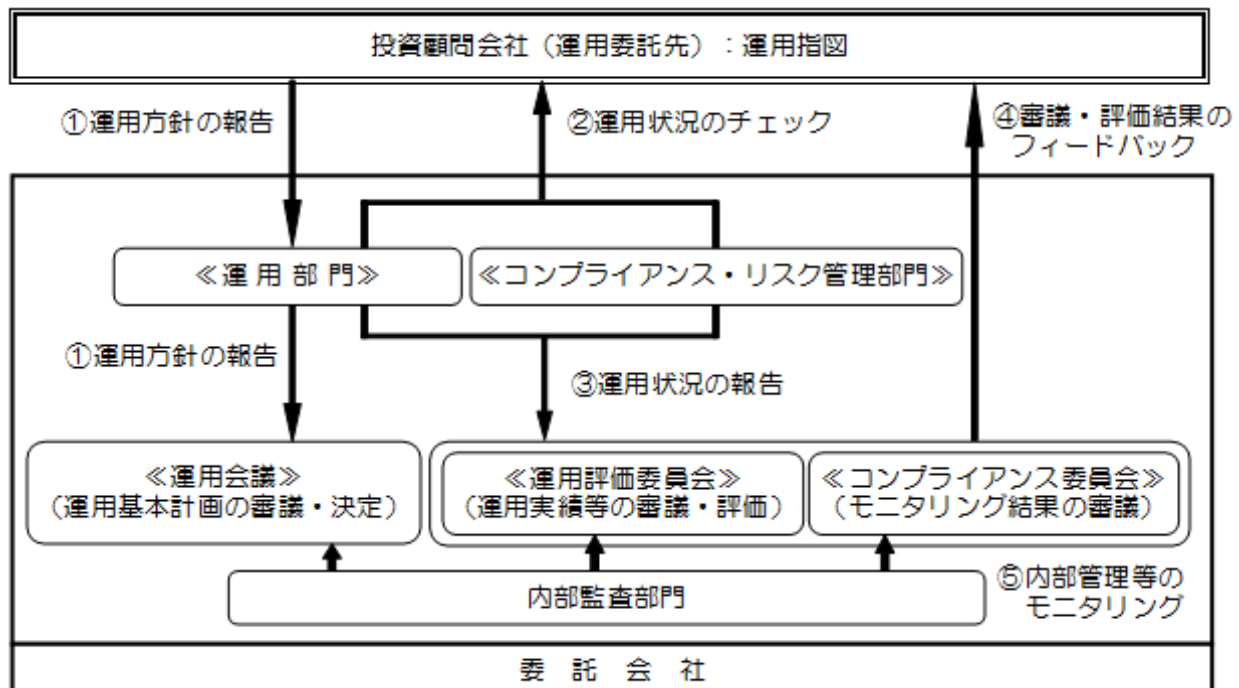 投資顧問会社（運用委託先）：運用指図
①運用方針の報告
②運用状況のチェック
④審議・評価結果の
フィードバック
≪運 用 部 門≫
≪コンプライアンス・リスク管理部門≫
①運用方針の報告
③運用状況の報告
≪運用会議≫
（運用基本計画の審議・決定）
≪運用評価委員会≫
（運用実績等の審議・評価）
≪コンプライアンス委員会≫
（モニタリング結果の審議）
内部監査部門
⑤内部管理等の
モニタリング
委 託 会 社